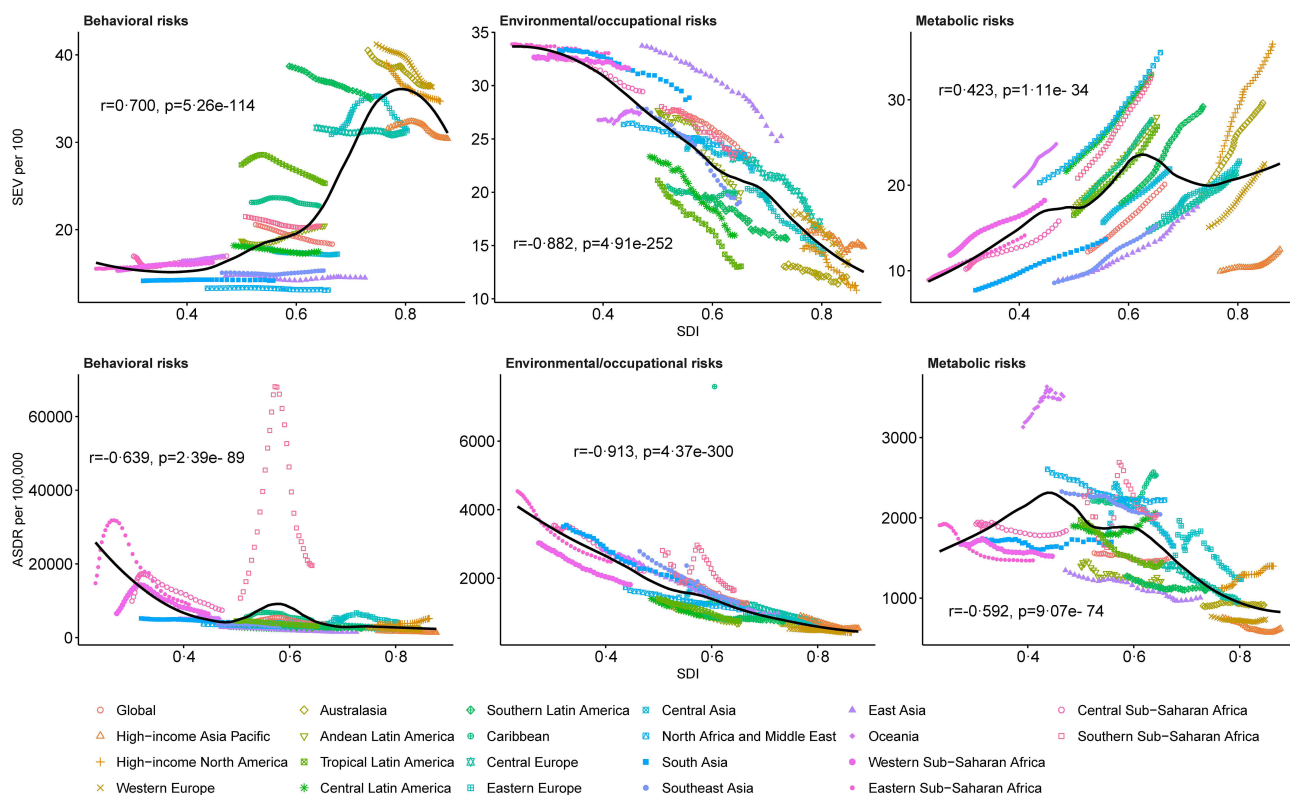 Behavioral risks
Environmental/occupational risks
Metabolic risks
SEV per 100
40
30
20
r=0·700, p=5·26e-114
0.4
0.6
0.8
35
30
25
20
15
10
r=-0·882, p=4·91e-252
0.4
0.6
0.8
SDI
30
20
10
r=0·423, p=1·11e- 34
0.4
0.6
0.8
Behavioral risks
Environmental/occupational risks
Metabolic risks
ASDR per 100,000
60000
40000
20000
0
r=-0·639, p=2·39e- 89
0·4
0·6
0·8
6000
4000
2000
r=-0·913, p=4·37e-300
0·4
0·6
0·8
SDI
3000
2000
1000
r=-0·592, p=9·07e- 74
0·4
0·6
0·8
Global
High−income Asia Pacific
High−income North America
Western Europe
Australasia
Andean Latin America
Tropical Latin America
Central Latin America
Southern Latin America
Caribbean
Central Europe
Eastern Europe
Central Asia
North Africa and Middle East
South Asia
Southeast Asia
East Asia
Oceania
Western Sub−Saharan Africa
Eastern Sub−Saharan Africa
Central Sub−Saharan Africa
Southern Sub−Saharan Africa